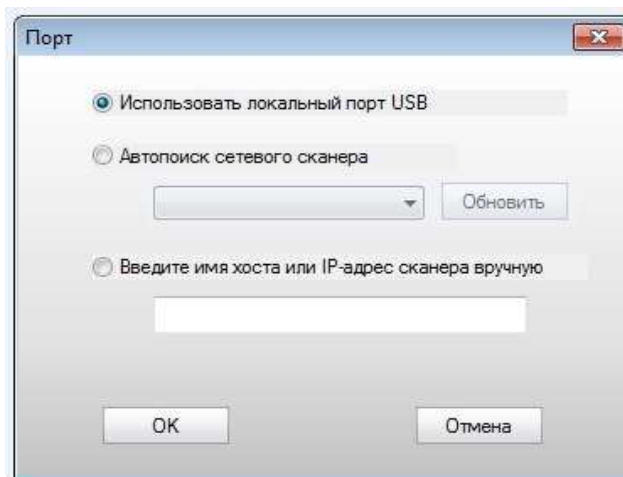 Порт
Использовать локальный порт USB
Автопоиск сетевого сканера
Обновить
Введите имя хоста или IP-адрес сканера вручную
OK
Отмена